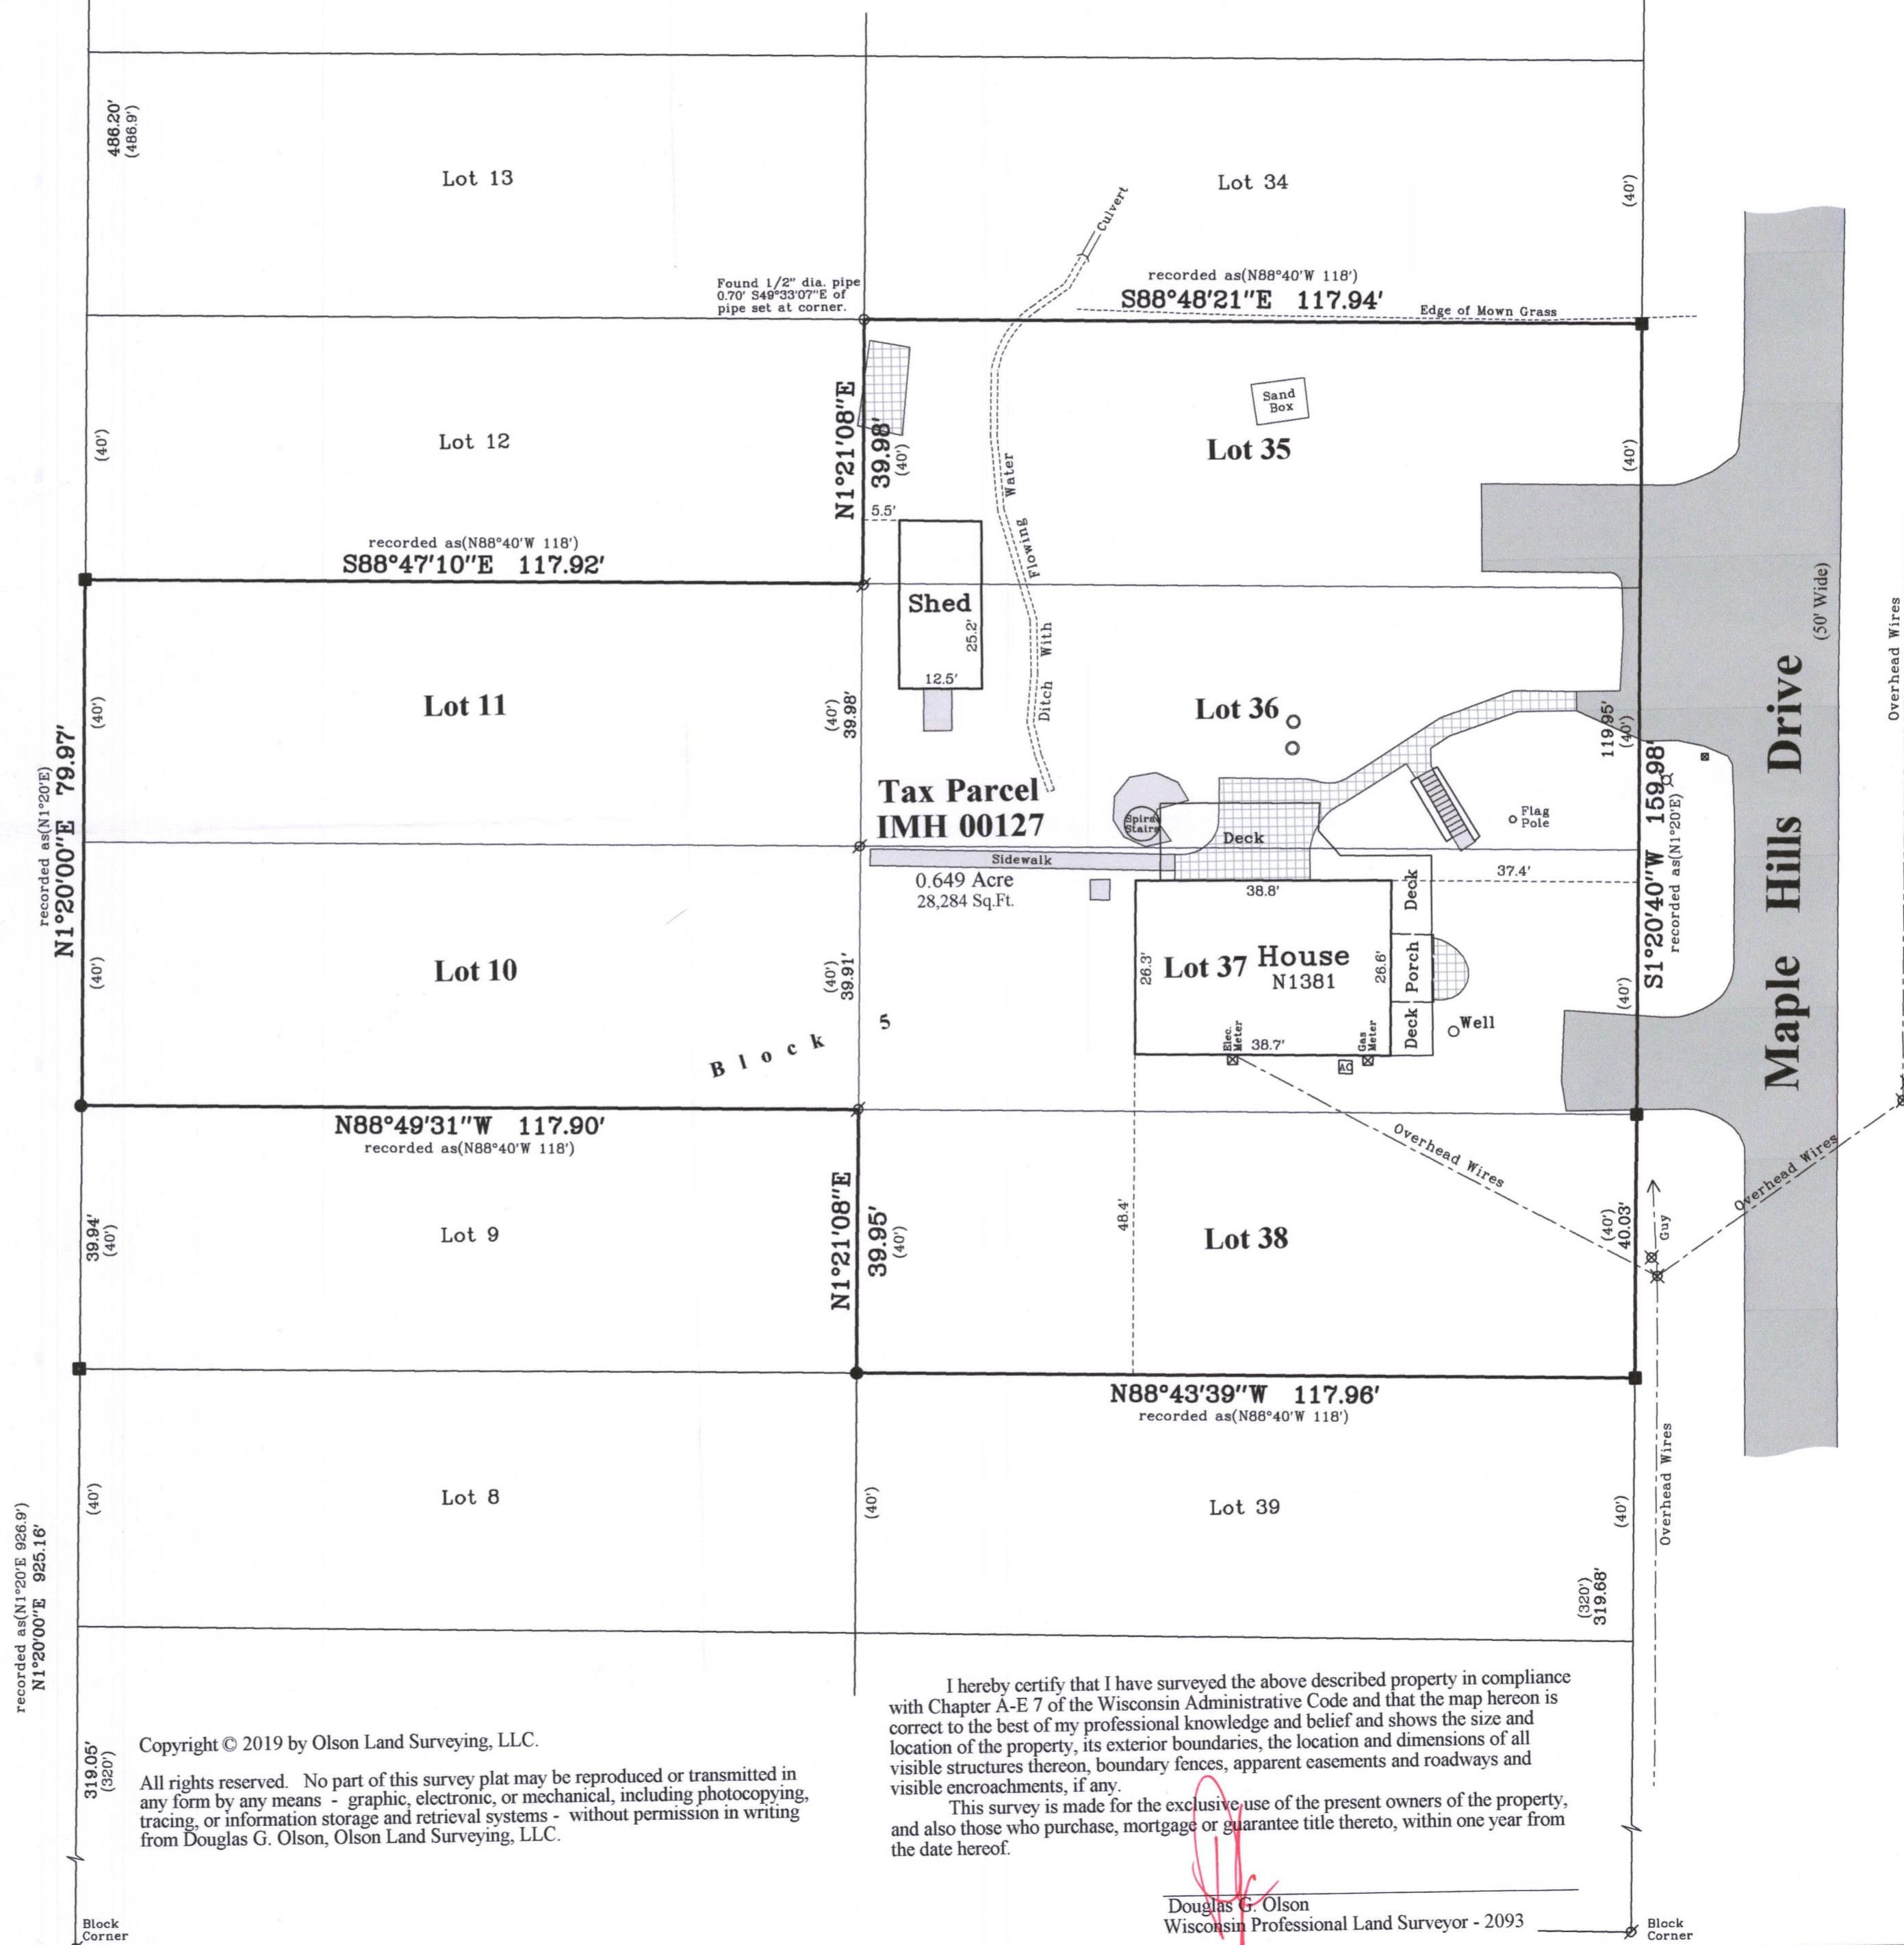 486.20'
(486.9')
Lot 13
Lot 34
(40')
Culvert
Found 1/2" dia. pipe
0.70' S49°33'07"E of
pipe set at corner.
recorded as(N88°40'W 118')
S88°48'21"E 117.94'
Edge of Mown Grass
Lot 12
(40')
N1°21'08"E
39.98'
(40')
Sand
Box
Lot 35
(40')
recorded as(N88°40'W 118')
S88°47'10"E 117.92'
5.5'
Shed
25.2'
12.5'
Ditch With Flowing Water
(50' Wide)
Overhead Wires
Lot 11
(40')
(40')
39.98'
Lot 36
119.95'
(40')
recorded as(N1°20'E)
N1°20'00"E 79.97'
Tax Parcel
IMH 00127
0.649 Acre
28,284 Sq.Ft.
Sidewalk
Spiral
Stairs
Deck
Flag
Pole
S1°20'40"W 159.98'
recorded as(N1°20'E)
Maple Hills Drive
37.4'
38.8'
Deck
Lot 10
(40')
(40')
39.91'
26.3'
Lot 37
House
N1381
26.6'
Porch
(40')
Block 5
Elec.
Meter
38.7'
Gas
Meter
AC
Deck
Well
N88°49'31"W 117.90'
recorded as(N88°40'W 118')
Overhead Wires
Overhead Wires
39.94'
(40')
Lot 9
N1°21'08"E
39.95'
(40')
48.4'
Lot 38
(40')
40.03'
Guy
N88°43'39"W 117.96'
recorded as(N88°40'W 118')
Overhead Wires
recorded as(N1°20'E 926.9')
N1°20'00"E 925.16'
(40')
Lot 8
(40')
Lot 39
(40')
(320')
319.68'
319.05'
(320')
Copyright © 2019 by Olson Land Surveying, LLC.
All rights reserved. No part of this survey plat may be reproduced or transmitted in
any form by any means - graphic, electronic, or mechanical, including photocopying,
tracing, or information storage and retrieval systems - without permission in writing
from Douglas G. Olson, Olson Land Surveying, LLC.
I hereby certify that I have surveyed the above described property in compliance
with Chapter A-E 7 of the Wisconsin Administrative Code and that the map hereon is
correct to the best of my professional knowledge and belief and shows the size and
location of the property, its exterior boundaries, the location and dimensions of all
visible structures thereon, boundary fences, apparent easements and roadways and
visible encroachments, if any.
This survey is made for the exclusive use of the present owners of the property,
and also those who purchase, mortgage or guarantee title thereto, within one year from
the date hereof.
Douglas G. Olson
Wisconsin Professional Land Surveyor - 2093
Block
Corner
Block
Corner